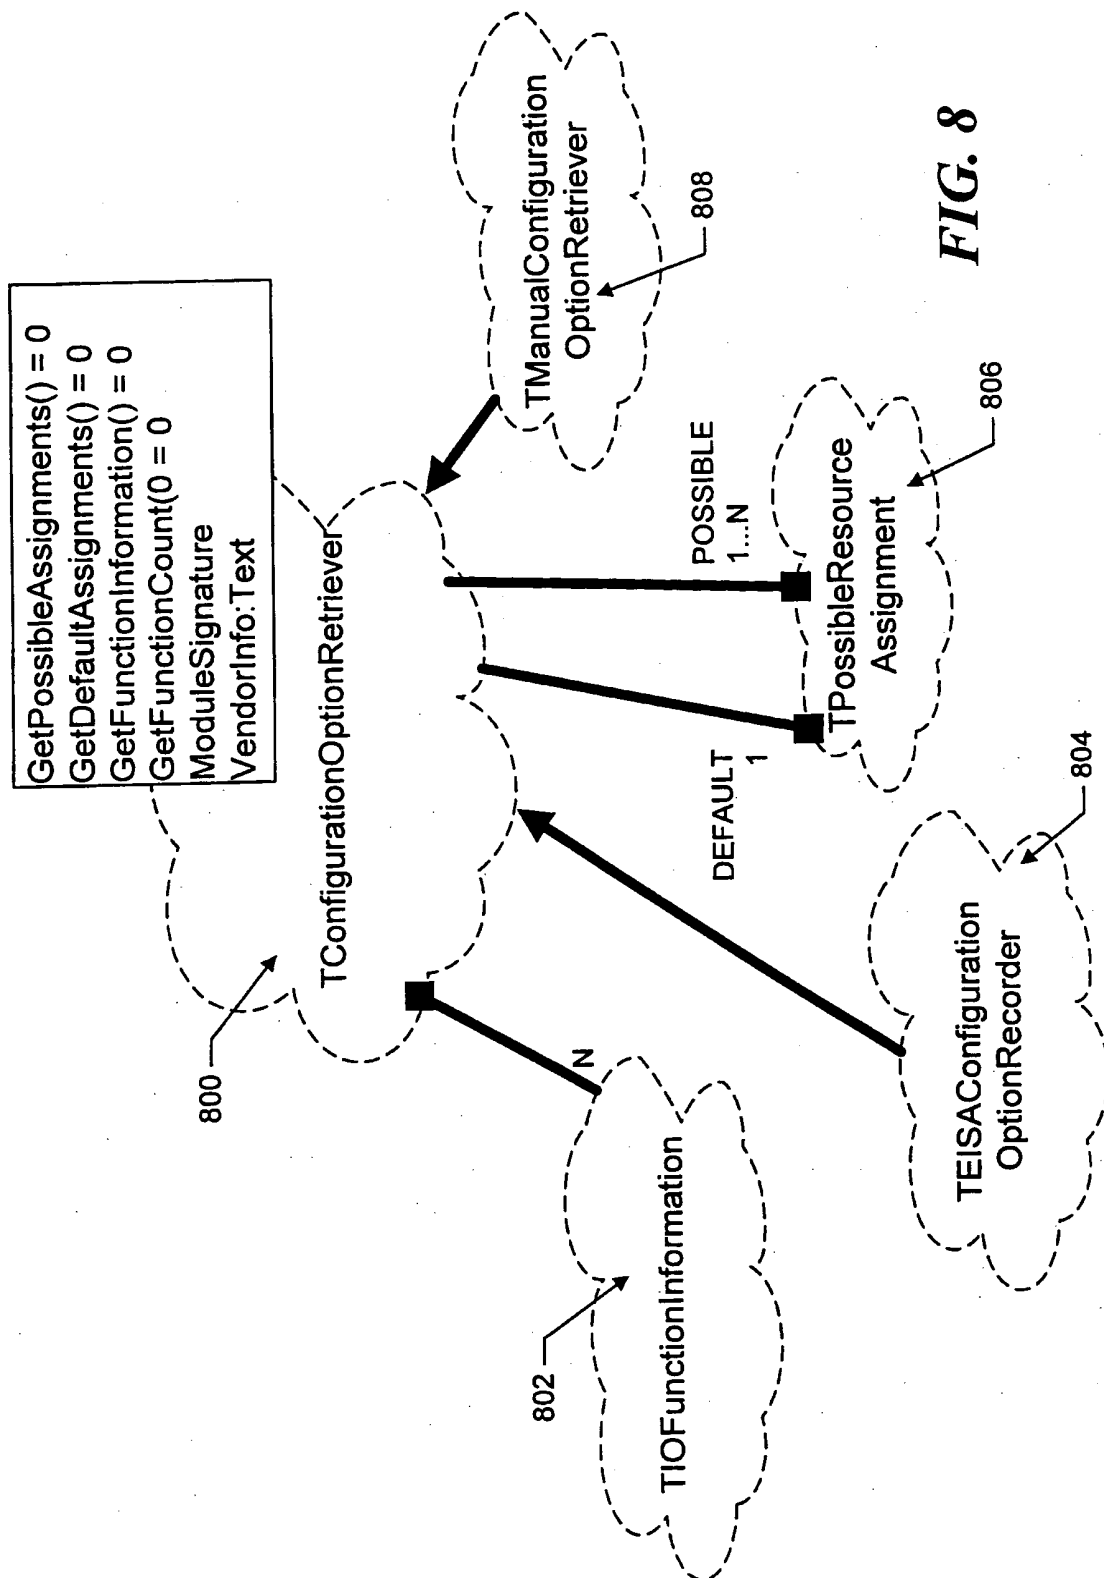 GetPossibleAssignments() = 0
GetDefaultAssignments() = 0
GetFunctionInformation() = 0
GetFunctionCount(0 = 0
ModuleSignature
VendorInfo:Text
800
TConfigurationOptionRetriever
N
802
TIOFunctionInformation
DEFAULT
1
POSSIBLE
1...N
TManualConfiguration
OptionRetriever
808
TPossibleResource
Assignment
806
804
TEISAConfiguration
OptionRecorder
FIG. 8